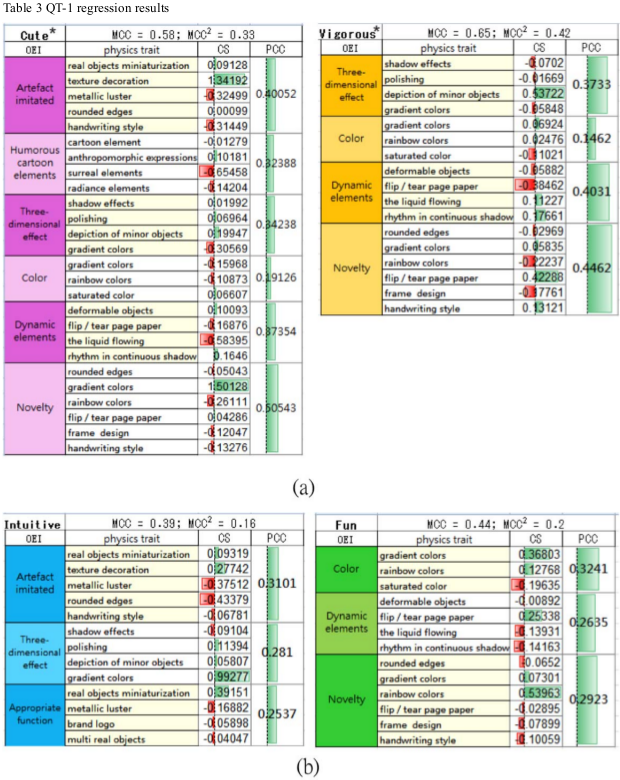 Table 3 QT-1 regression results
Cute* MCC = 0.58; MCC² = 0.33
OEI physics trait CS PCC
Artefact imitated 0.40052
real objects miniaturization 0.09128
texture decoration 1.34192
metallic luster -0.32499
rounded edges 0.00099
handwriting style -0.31449
Humorous cartoon elements 0.32388
cartoon element -0.01279
anthropomorphic expressions 0.10181
surreal elements -0.65458
radiance elements -0.14204
Three-dimensional effect 0.34238
shadow effects 0.01992
polishing 0.06964
depiction of minor objects 0.19947
gradient colors -0.30569
Color 0.19126
gradient colors -0.15968
rainbow colors -0.10873
saturated color 0.06607
Dynamic elements 0.37354
deformable objects 0.10093
flip / tear page paper -0.16876
the liquid flowing -0.58395
rhythm in continuous shadow 0.1646
Novelty 0.50543
rounded edges -0.05043
gradient colors 1.50128
rainbow colors -0.26111
flip / tear page paper 0.04286
frame design -0.12047
handwriting style -0.13276
Vigorous* MCC = 0.65; MCC² = 0.42
OEI physics trait CS PCC
Three-dimensional effect 0.3733
shadow effects -0.0702
polishing -0.01669
depiction of minor objects 0.53722
gradient colors -0.05848
Color 0.1462
gradient colors 0.06924
rainbow colors 0.02476
saturated color -0.11021
Dynamic elements 0.4031
deformable objects -0.05882
flip / tear page paper -0.38462
the liquid flowing 0.11227
rhythm in continuous shadow 0.17661
Novelty 0.4462
rounded edges -0.02969
gradient colors 0.05835
rainbow colors -0.22237
flip / tear page paper 0.42288
frame design -0.17761
handwriting style 0.13121
(a)
Intuitive MCC = 0.39; MCC² = 0.16
OEI physics trait CS PCC
Artefact imitated 0.3101
real objects miniaturization 0.09319
texture decoration 0.27742
metallic luster -0.37512
rounded edges -0.43379
handwriting style -0.06781
Three-dimensional effect 0.281
shadow effects -0.09104
polishing 0.11394
depiction of minor objects 0.05807
gradient colors 0.99277
Appropriate function 0.2537
real objects miniaturization 0.39151
metallic luster -0.16882
brand logo -0.05898
multi real objects -0.04047
Fun MCC = 0.44; MCC² = 0.2
OEI physics trait CS PCC
Color 0.3241
gradient colors 0.36803
rainbow colors 0.12768
saturated color -0.19635
Dynamic elements 0.2635
deformable objects -0.00892
flip / tear page paper 0.25338
the liquid flowing -0.13931
rhythm in continuous shadow -0.14163
Novelty 0.2923
rounded edges -0.0652
gradient colors 0.07301
rainbow colors 0.53963
flip / tear page paper -0.02895
frame design -0.07899
handwriting style -0.10059
(b)